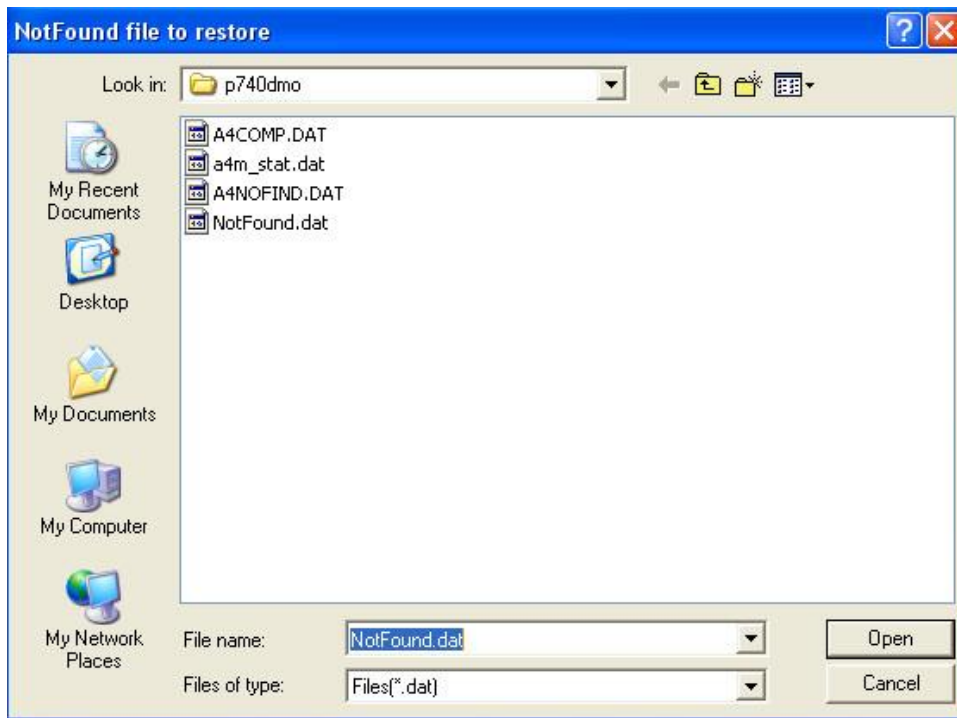 NotFound file to restore
Look in: p740dmo
My Recent
Documents
Desktop
My Documents
My Computer
My Network
Places
A4COMP.DAT
a4m_stat.dat
A4NOFIND.DAT
NotFound.dat
File name: NotFound.dat Open
Files of type: Files(*.dat) Cancel